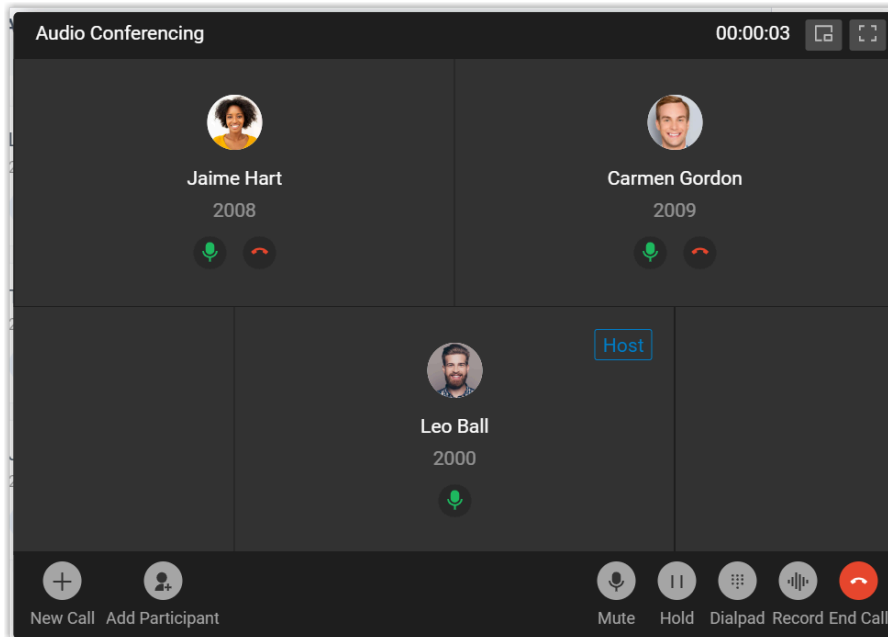 Audio Conferencing
00:00:03
Jaime Hart
2008
Carmen Gordon
2009
Host
Leo Ball
2000
New Call
Add Participant
Mute
Hold
Dialpad
Record
End Call